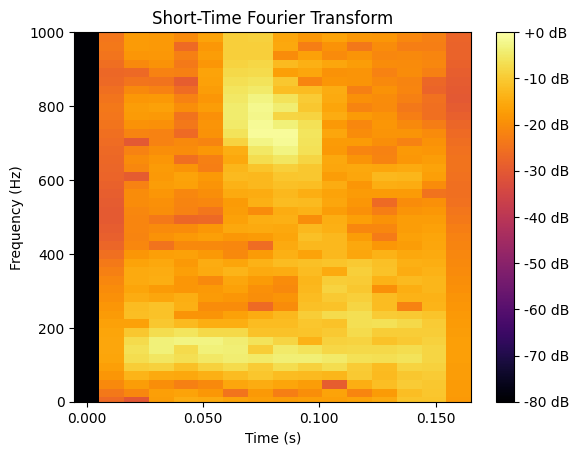 Short-Time Fourier Transform
1000
800
600
400
200
0
Frequency (Hz)
0.000
0.050
0.100
0.150
Time (s)
+0 dB
-10 dB
-20 dB
-30 dB
-40 dB
-50 dB
-60 dB
-70 dB
-80 dB